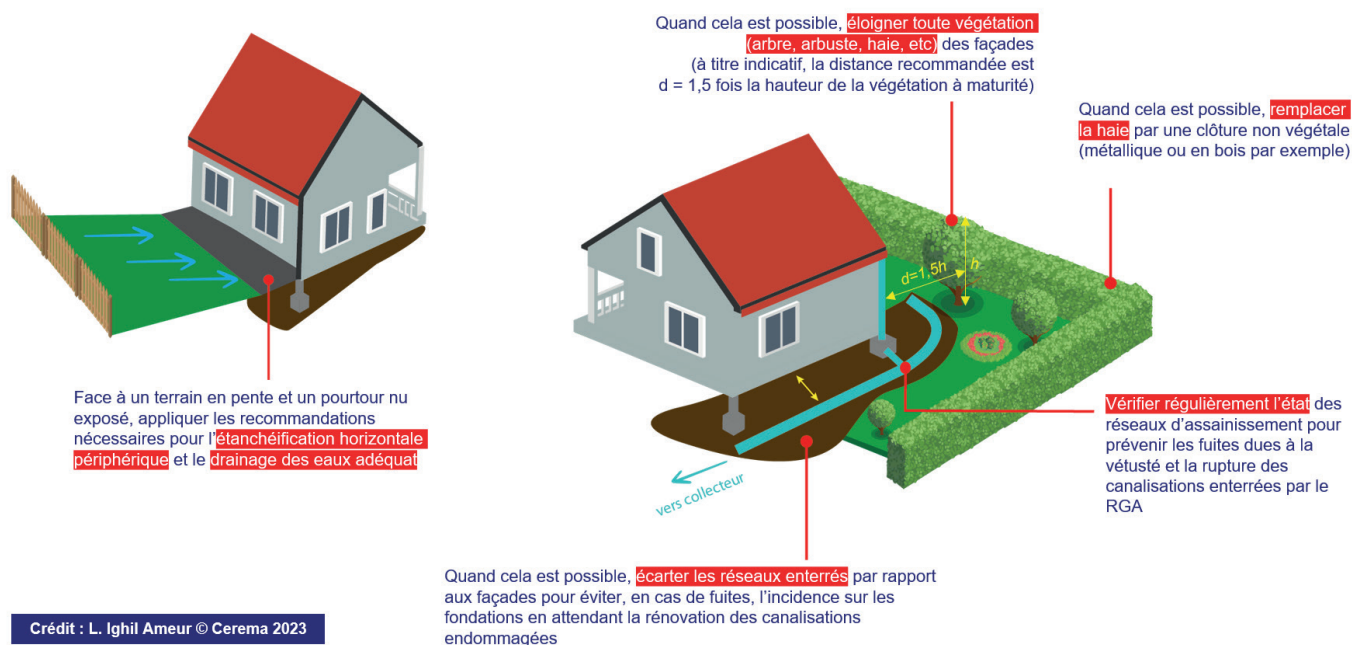 Quand cela est possible, éloigner toute végétation
(arbre, arbuste, haie, etc) des façades
(à titre indicatif, la distance recommandée est
d = 1,5 fois la hauteur de la végétation à maturité)
Quand cela est possible, remplacer
la haie par une clôture non végétale
(métallique ou en bois par exemple)
d=1,5h
h
Face à un terrain en pente et un pourtour nu
exposé, appliquer les recommandations
nécessaires pour l'étanchéification horizontale
périphérique et le drainage des eaux adéquat
Vérifier régulièrement l'état des
réseaux d'assainissement pour
prévenir les fuites dues à la
vétusté et la rupture des
canalisations enterrées par le
RGA
vers collecteur
Quand cela est possible, écarter les réseaux enterrés par rapport
aux façades pour éviter, en cas de fuites, l'incidence sur les
fondations en attendant la rénovation des canalisations
endommagées
Crédit : L. Ighil Ameur © Cerema 2023